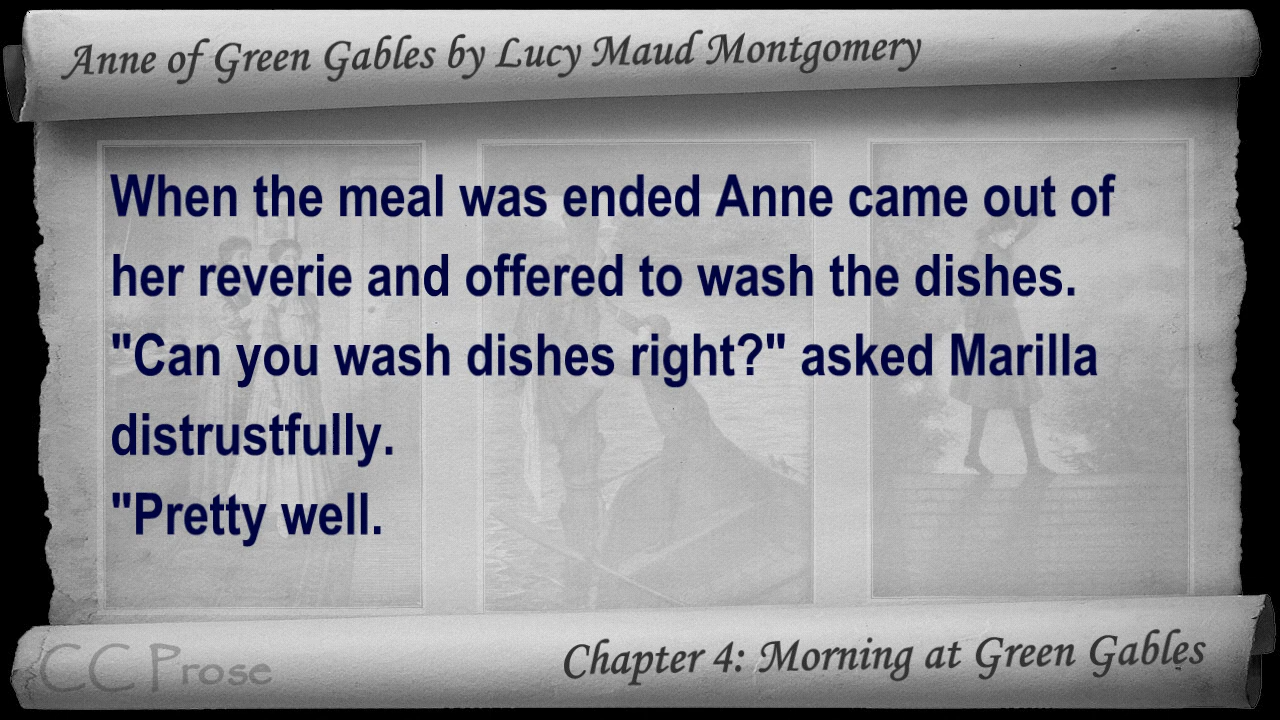 Anne of Green Gables by Lucy Maud Montgomery
When the meal was ended Anne came out of
her reverie and offered to wash the dishes.
"Can you wash dishes right?" asked Marilla
distrustfully.
"Pretty well.
CC Prose
Chapter 4: Morning at Green Gables